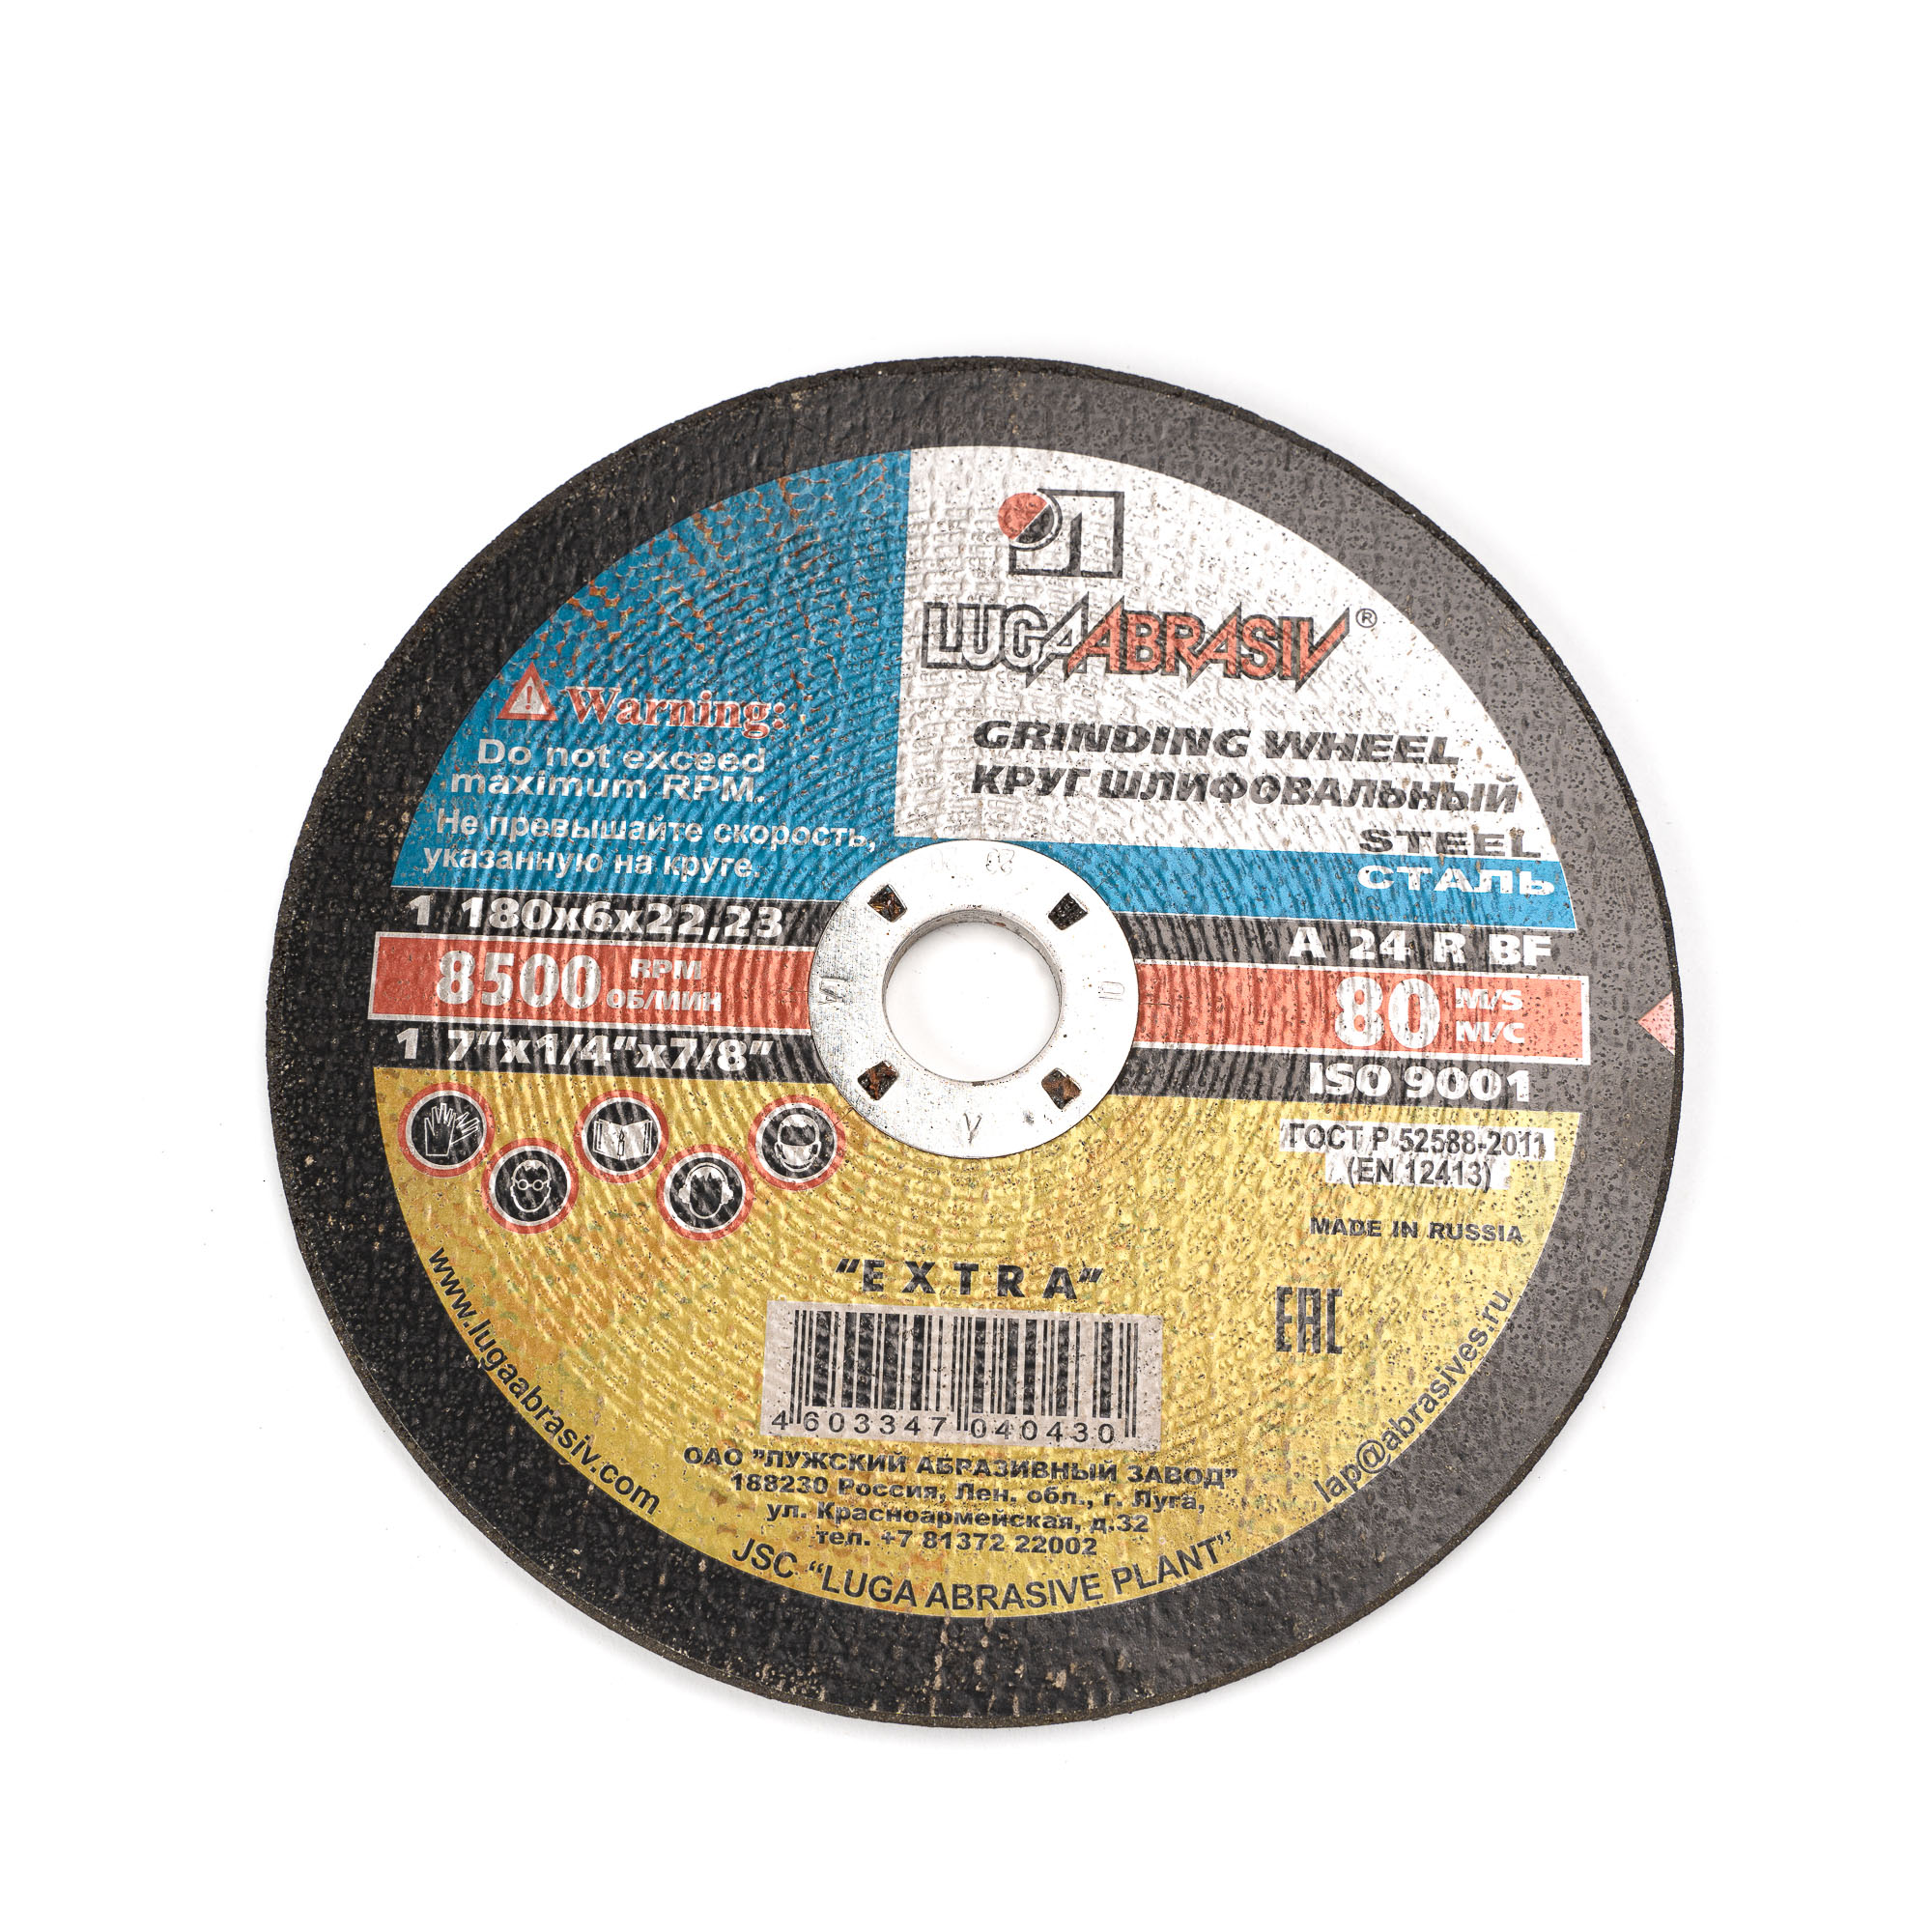 Л
LUGAABRASIV®
GRINDING WHEEL
КРУГ ШЛИФОВАЛЬНЫЙ
STEEL
СТАЛЬ
Warning:
Do not exceed
maximum RPM.
Не превышайте скорость,
указанную на круге.
1 180x6x22,23
8500 RPM
ОБ/МИН
1 7"x1/4"x7/8"
A 24 R BF
80 M/S
М/С
ISO 9001
ГОСТ Р 52588-2011
(EN 12413)
MADE IN RUSSIA
EAC
"EXTRA"
4 603347 040430
ОАО "ЛУЖСКИЙ АБРАЗИВНЫЙ ЗАВОД"
188230 Россия, Лен. обл., г. Луга,
ул. Красноармейская, д.32
тел. +7 81372 22002
JSC "LUGA ABRASIVE PLANT"
www.lugaabrasiv.com
lap@abrasives.ru